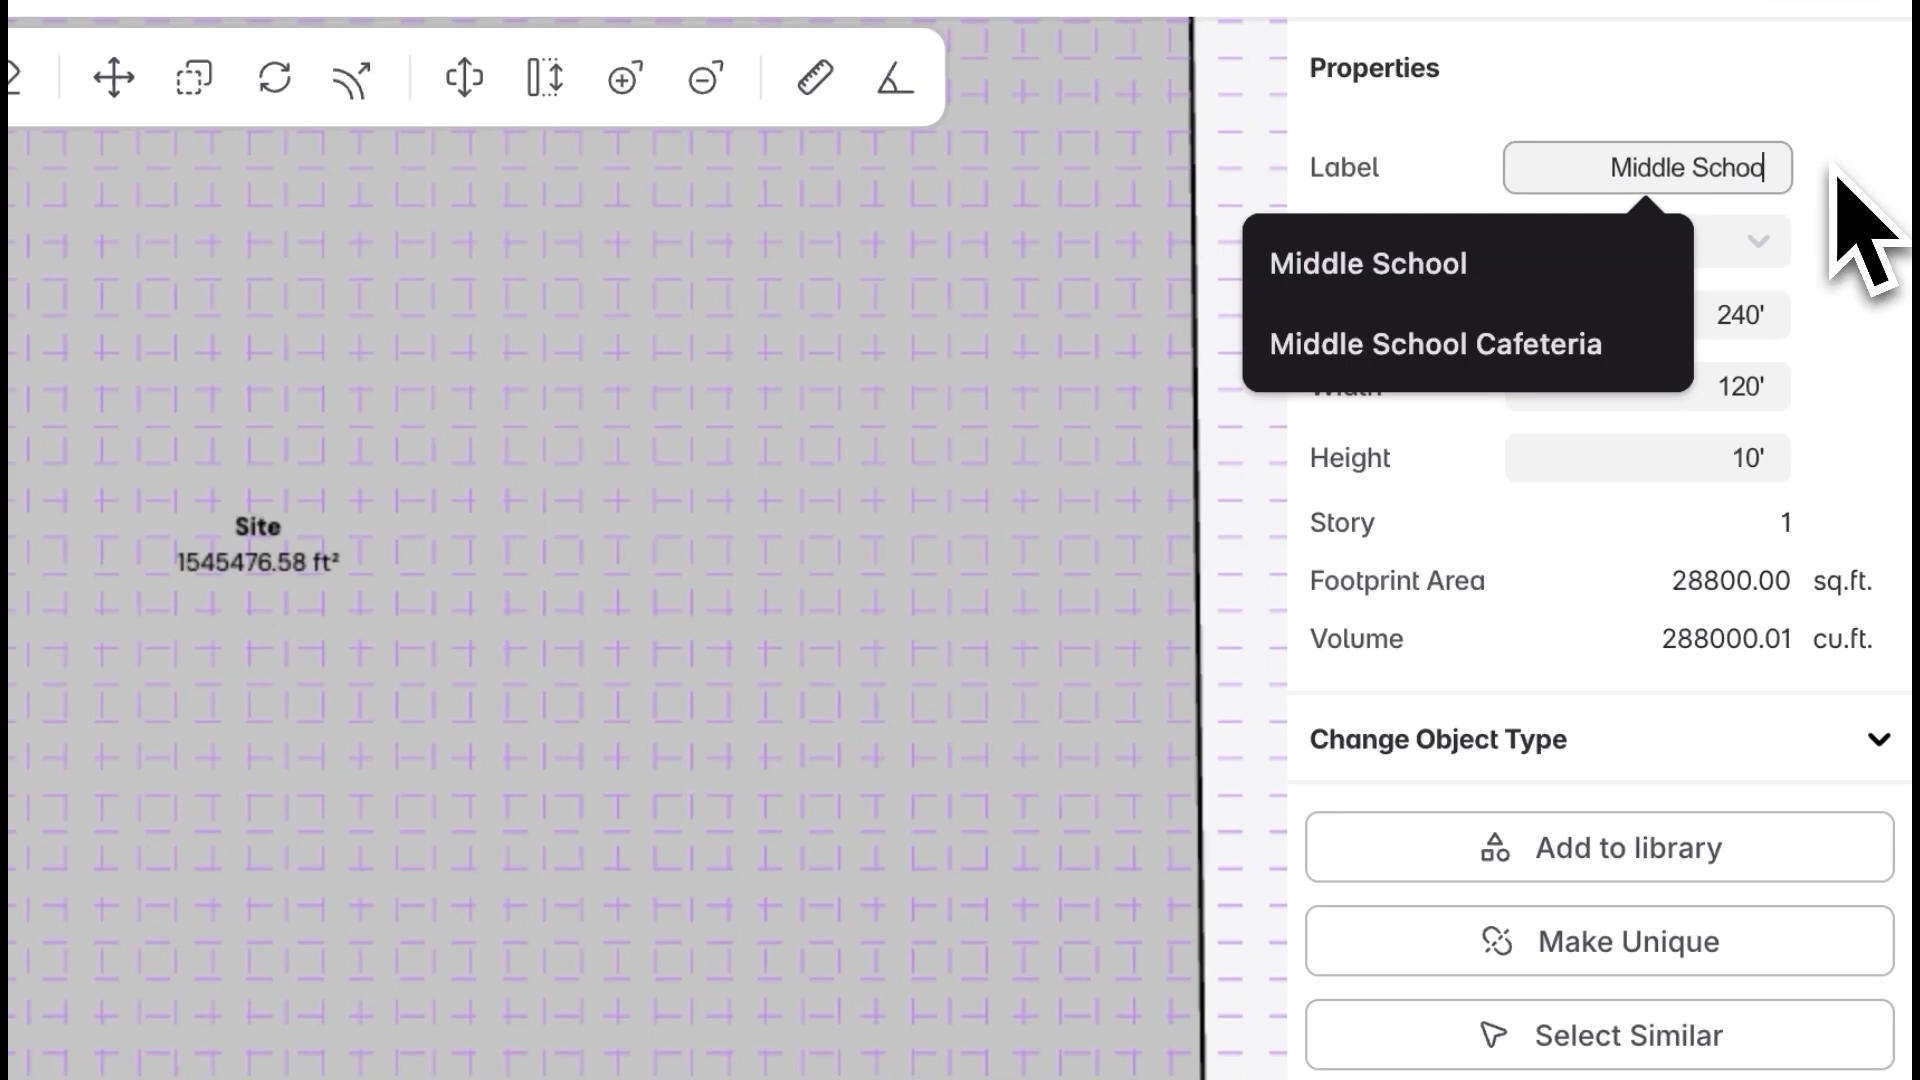 Properties
Label Middle Schoo
Middle School
Middle School Cafeteria
240'
120'
Height 10'
Story 1
Footprint Area 28800.00 sq.ft.
Volume 288000.01 cu.ft.
Change Object Type
Add to library
Make Unique
Select Similar
Site
1545476.58 ft²